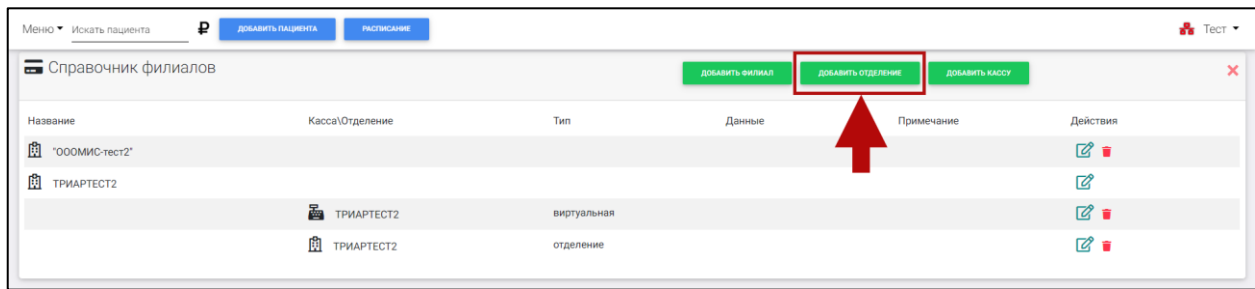 Меню Искать пациента ₽ ДОБАВИТЬ ПАЦИЕНТА РАСПИСАНИЕ Тест
Справочник филиалов ДОБАВИТЬ ФИЛИАЛ ДОБАВИТЬ ОТДЕЛЕНИЕ ДОБАВИТЬ КАССУ
Название Касса\Отделение Тип Данные Примечание Действия
"ОООМИС-тест2"
ТРИАРТЕСТ2
ТРИАРТЕСТ2 виртуальная
ТРИАРТЕСТ2 отделение